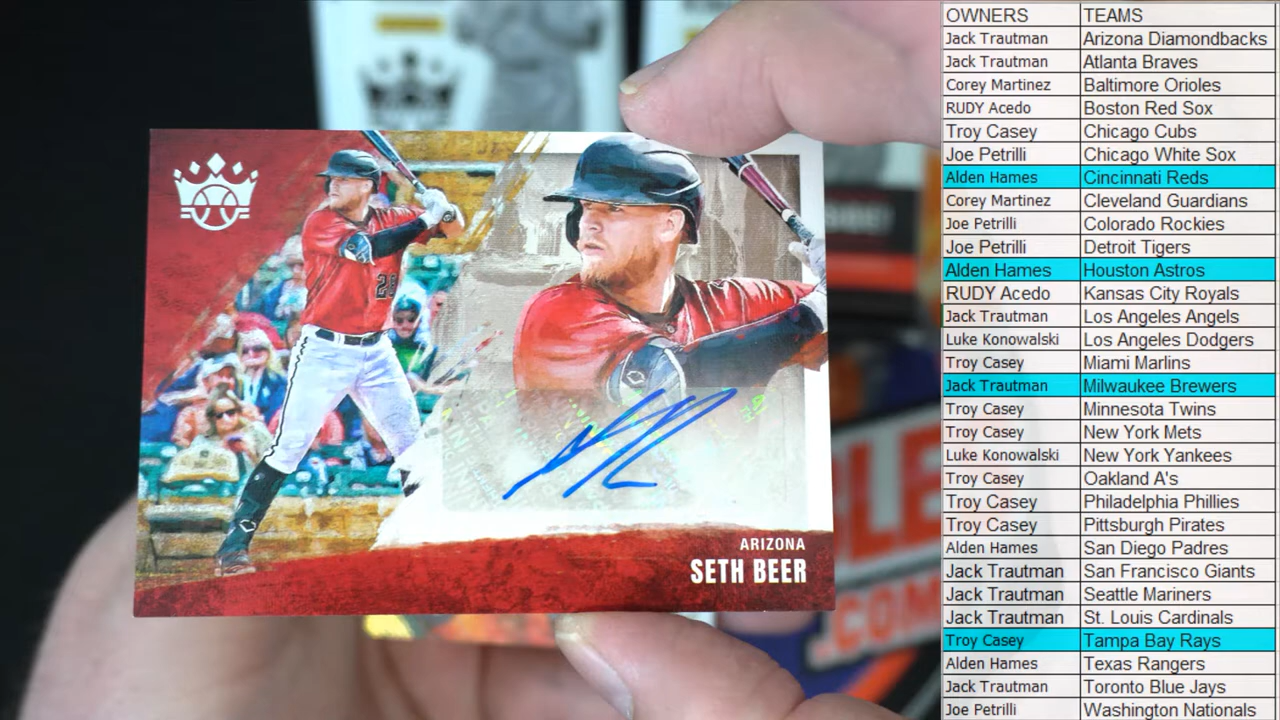 OWNERS TEAMS
Jack Trautman Arizona Diamondbacks
Jack Trautman Atlanta Braves
Corey Martinez Baltimore Orioles
RUDY Acedo Boston Red Sox
Troy Casey Chicago Cubs
Joe Petrilli Chicago White Sox
Alden Hames Cincinnati Reds
Corey Martinez Cleveland Guardians
Joe Petrilli Colorado Rockies
Joe Petrilli Detroit Tigers
Alden Hames Houston Astros
RUDY Acedo Kansas City Royals
Jack Trautman Los Angeles Angels
Luke Konowalski Los Angeles Dodgers
Troy Casey Miami Marlins
Jack Trautman Milwaukee Brewers
Troy Casey Minnesota Twins
Troy Casey New York Mets
Luke Konowalski New York Yankees
Troy Casey Oakland A's
Troy Casey Philadelphia Phillies
Troy Casey Pittsburgh Pirates
Alden Hames San Diego Padres
Jack Trautman San Francisco Giants
Jack Trautman Seattle Mariners
Jack Trautman St. Louis Cardinals
Troy Casey Tampa Bay Rays
Alden Hames Texas Rangers
Jack Trautman Toronto Blue Jays
Joe Petrilli Washington Nationals
ARIZONA
SETH BEER